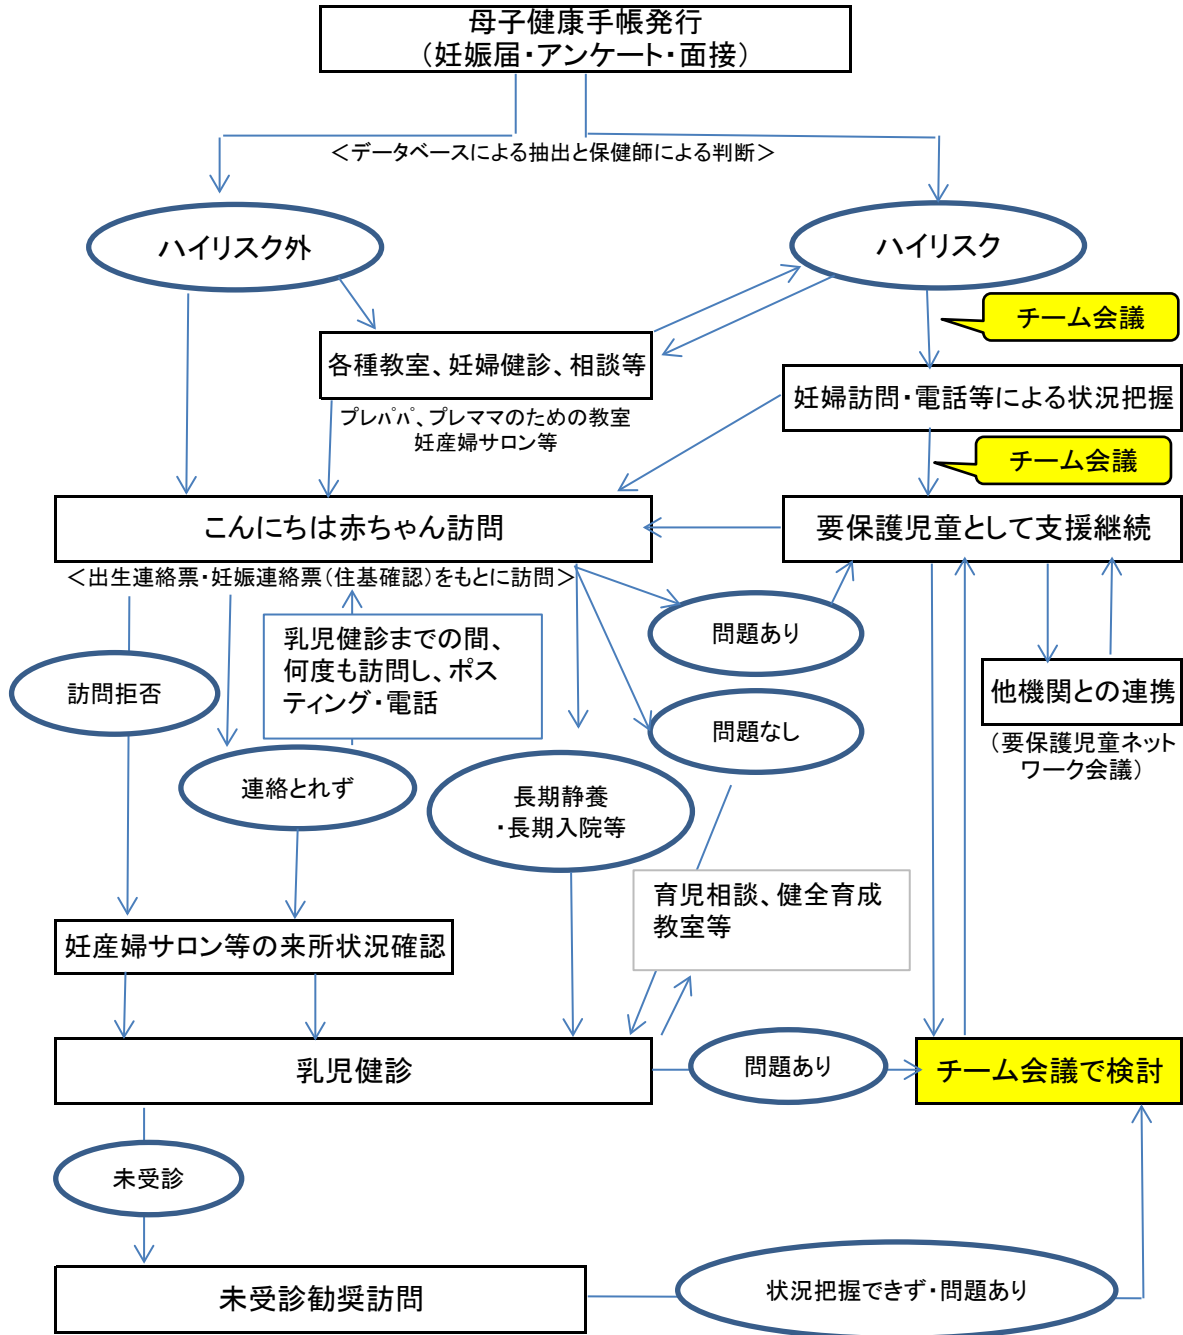 母子健康手帳発行
（妊娠届・アンケート・面接）
＜データベースによる抽出と保健師による判断＞
ハイリスク外
ハイリスク
チーム会議
各種教室、妊婦健診、相談等
プレパパ、プレママのための教室
妊産婦サロン等
妊婦訪問・電話等による状況把握
チーム会議
こんにちは赤ちゃん訪問
＜出生連絡票・妊娠連絡票（住基確認）をもとに訪問＞
要保護児童として支援継続
問題あり
乳児健診までの間、
何度も訪問し、ポス
ティング・電話
訪問拒否
他機関との連携
（要保護児童ネット
ワーク会議）
問題なし
連絡とれず
長期静養
・長期入院等
育児相談、健全育成
教室等
妊産婦サロン等の来所状況確認
乳児健診
問題あり
チーム会議で検討
未受診
未受診勧奨訪問
状況把握できず・問題あり